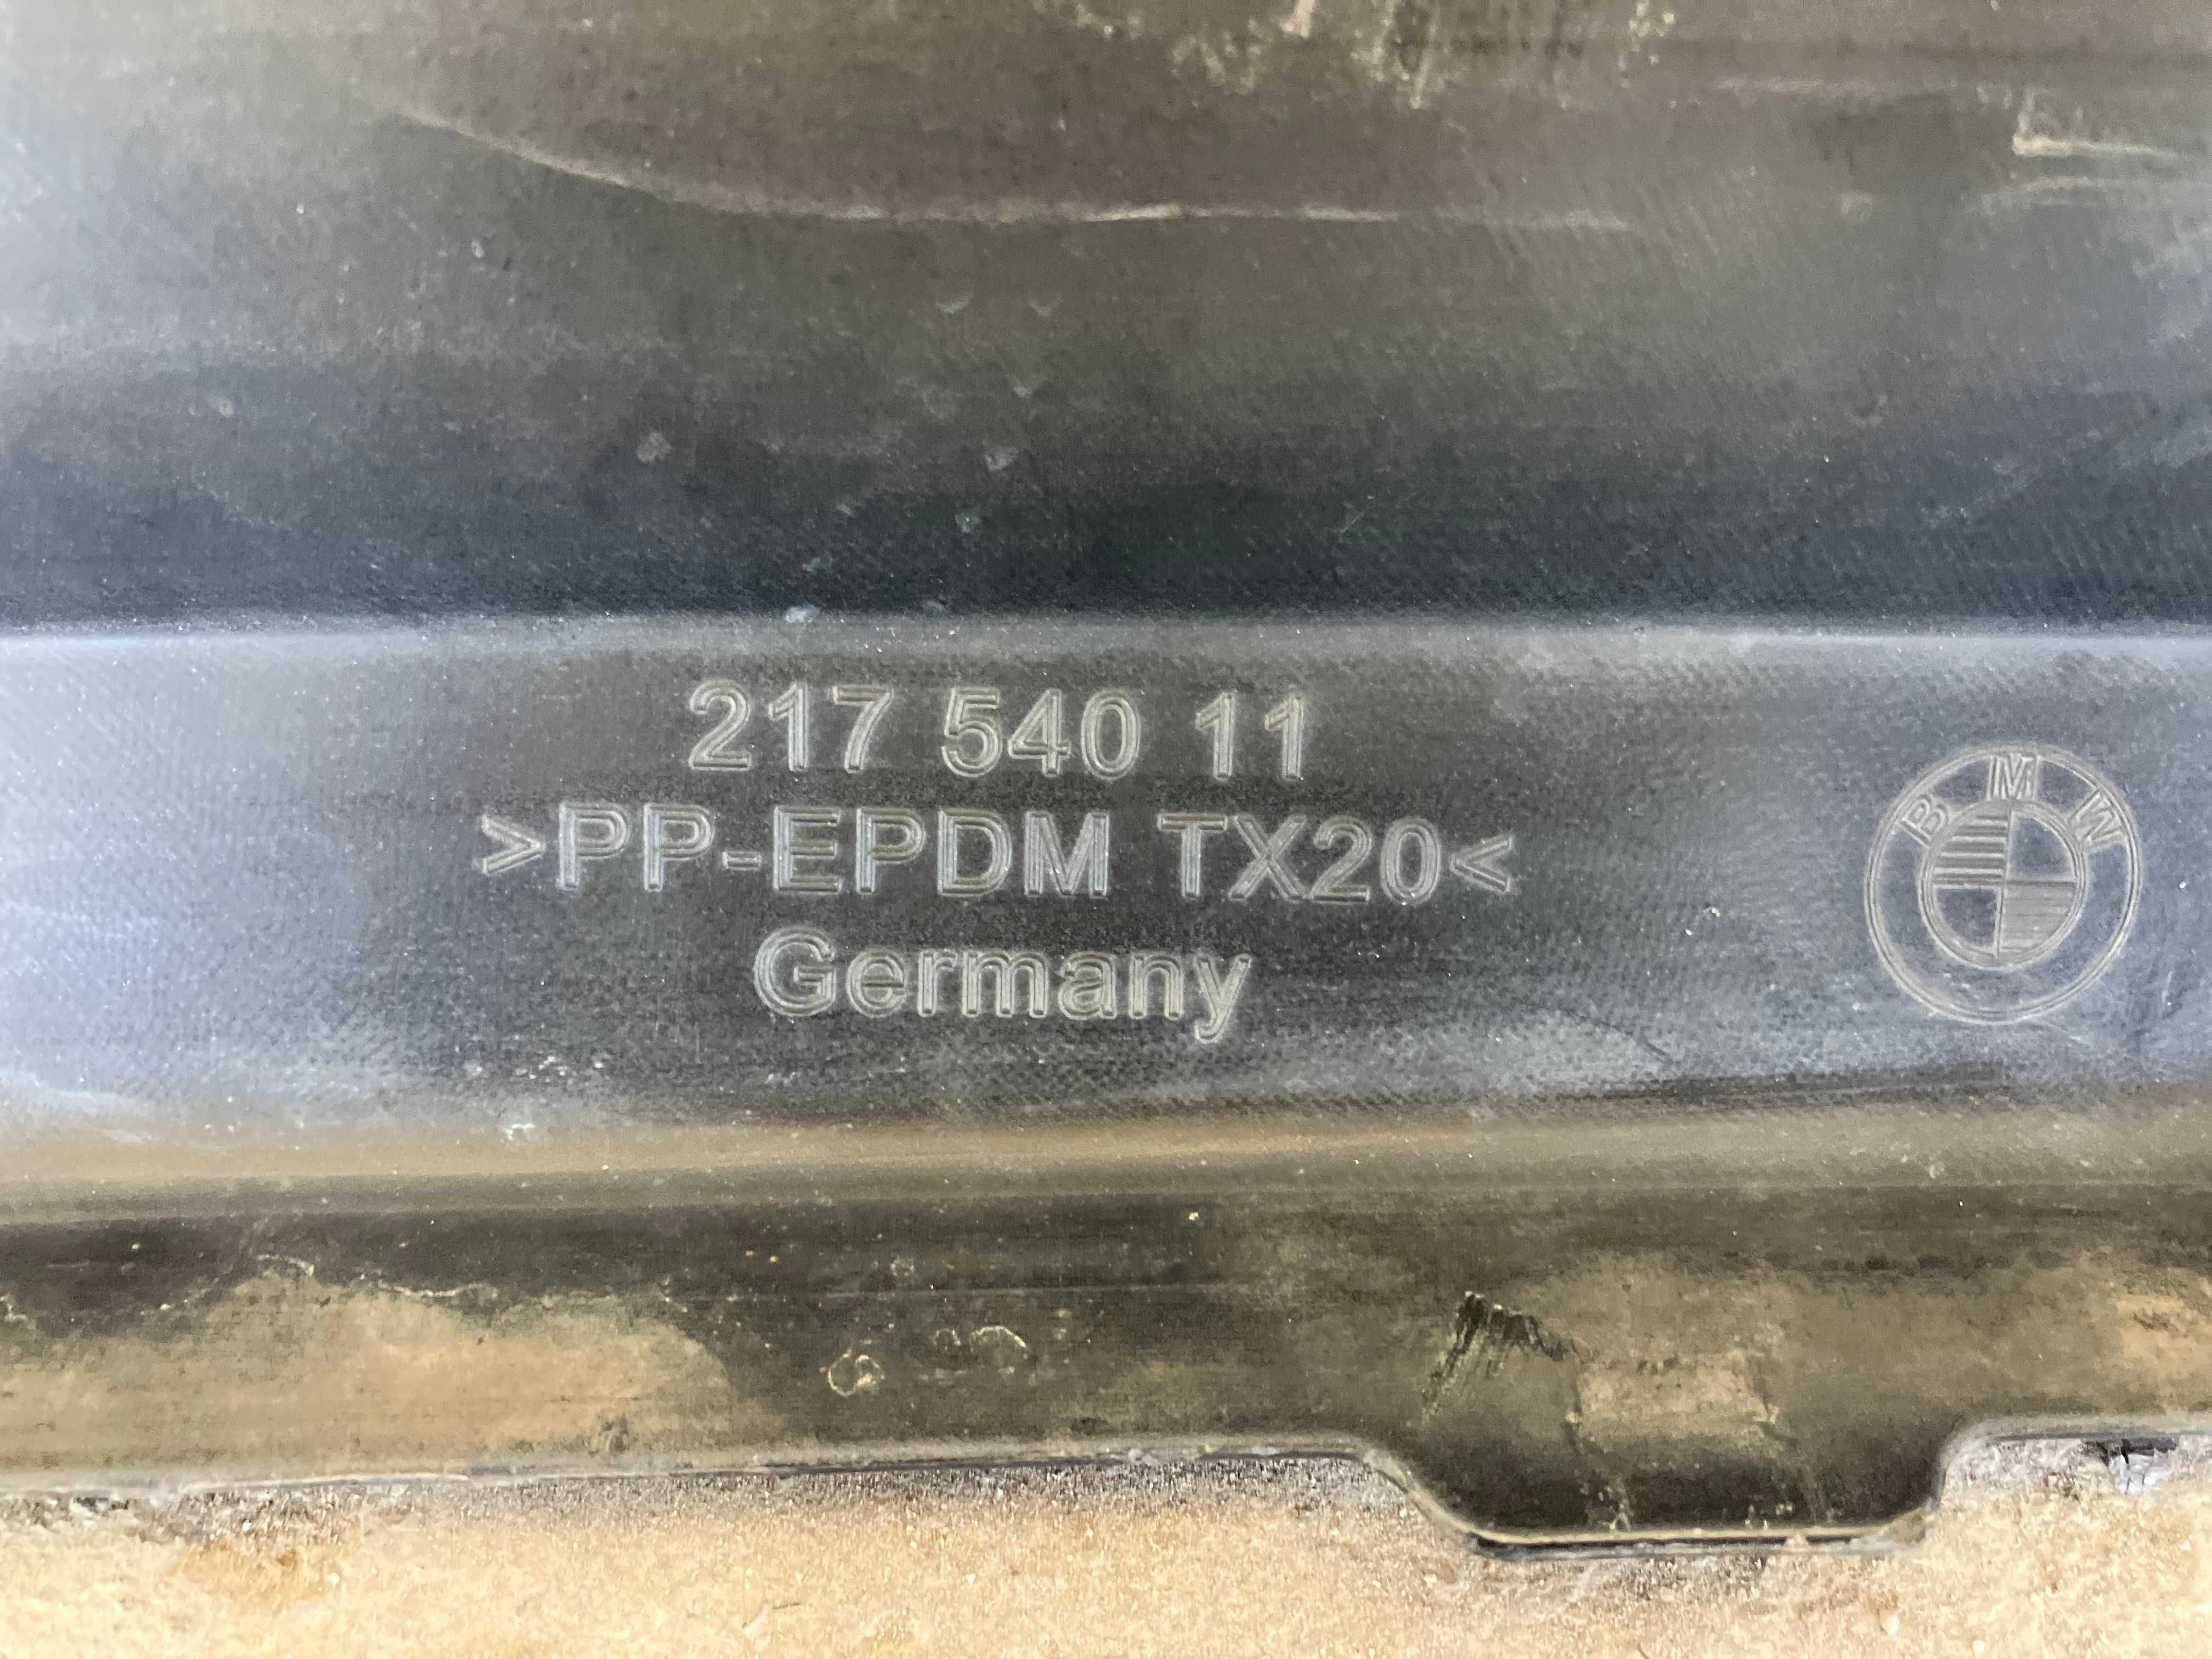 217 540 11
>PP-EPDM TX20<
Germany
BMW